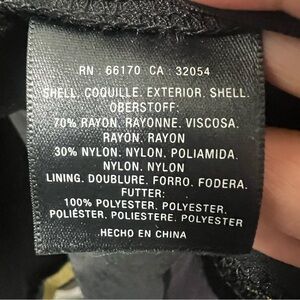 RN : 66170 CA : 32054
SHELL. COQUILLE. EXTERIOR. SHELL.
OBERSTOFF:
70% RAYON. RAYONNE. VISCOSA.
RAYON. RAYON
30% NYLON. NYLON. POLIAMIDA.
NYLON. NYLON
LINING. DOUBLURE. FORRO. FODERA.
FUTTER:
100% POLYESTER. POLYESTER.
POLIÉSTER. POLIESTERE. POLYESTER
HECHO EN CHINA